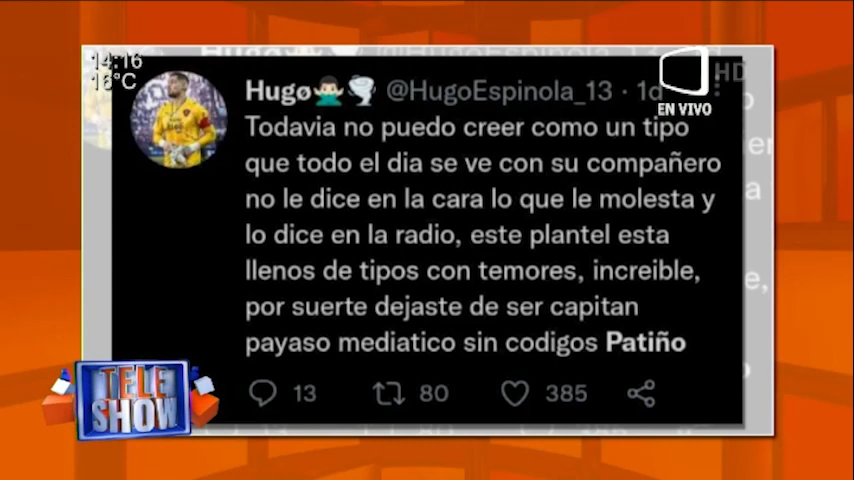 14:16
16°C
HD
EN VIVO
Hugø @HugoEspinola_13 · 1d
Todavia no puedo creer como un tipo
que todo el dia se ve con su compañero
no le dice en la cara lo que le molesta y
lo dice en la radio, este plantel esta
llenos de tipos con temores, increible,
por suerte dejaste de ser capitan
payaso mediatico sin codigos Patiño
13 80 385
TELE
SHOW